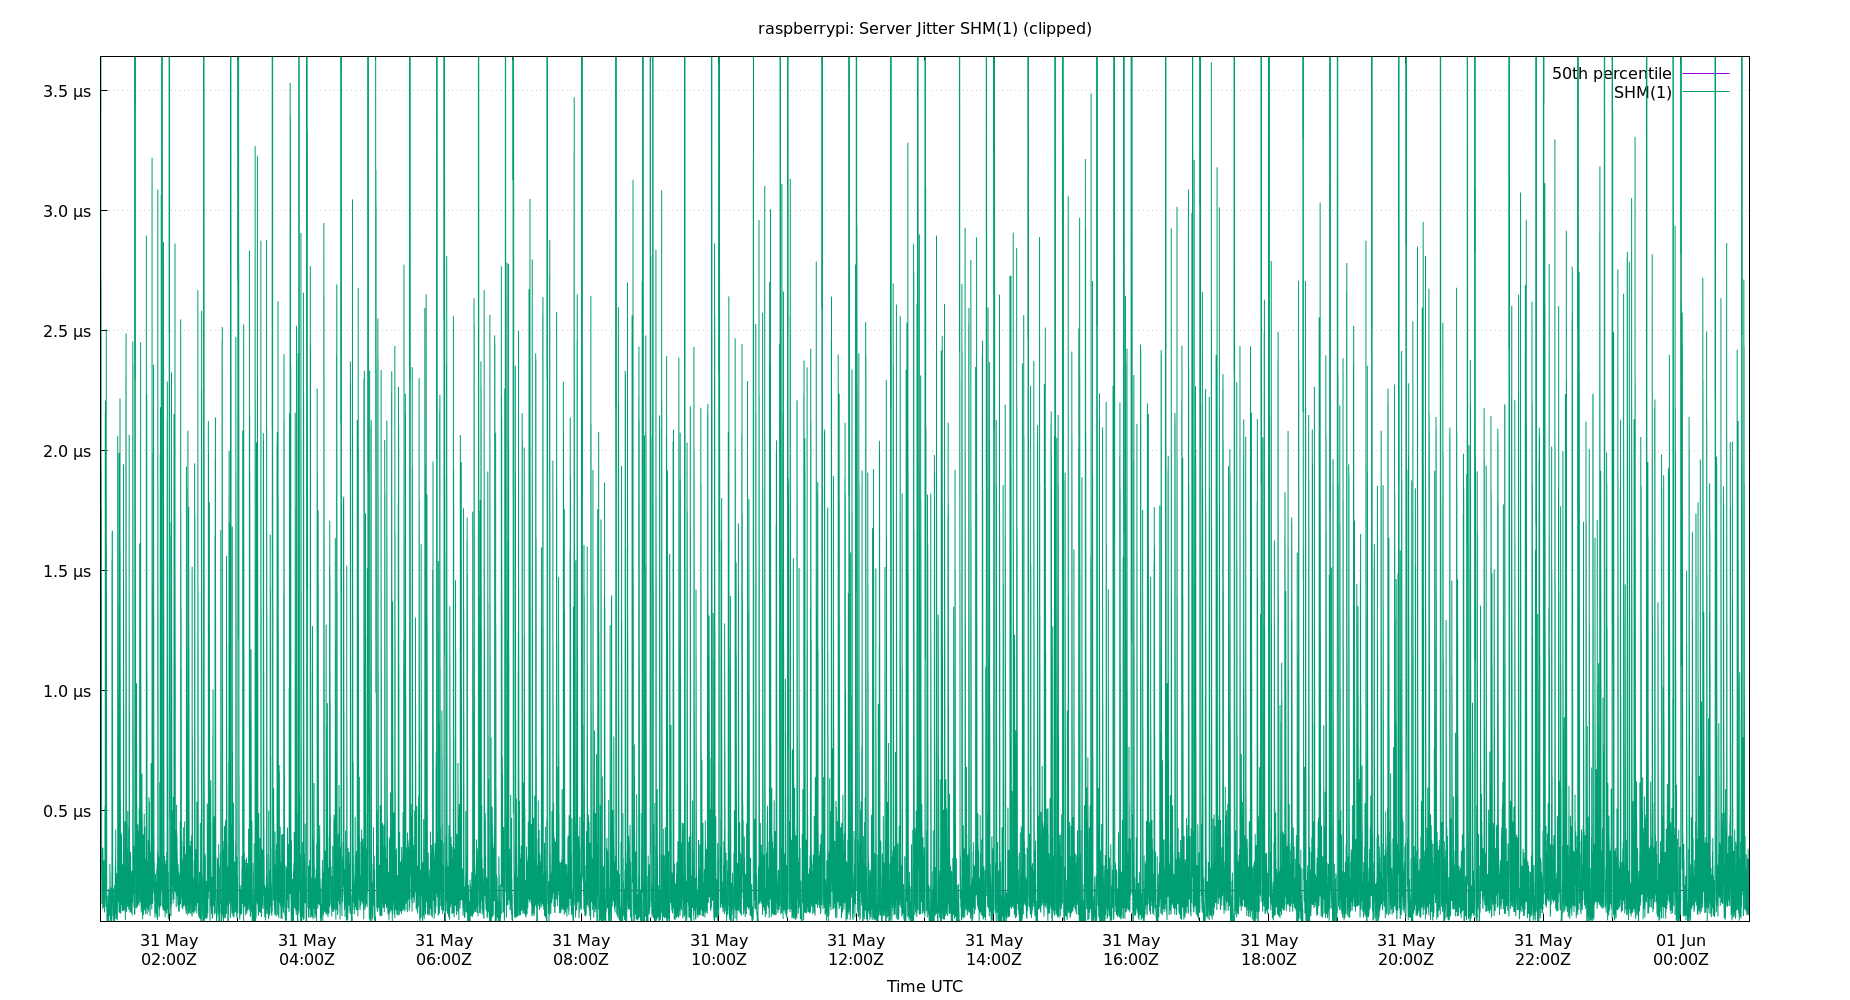 raspberrypi: Server Jitter SHM(1) (clipped)
50th percentile
SHM(1)
3.5 µs
3.0 µs
2.5 µs
2.0 µs
1.5 µs
1.0 µs
0.5 µs
31 May 31 May 31 May 31 May 31 May 31 May 31 May 31 May 31 May 31 May 31 May 01 Jun
02:00Z 04:00Z 06:00Z 08:00Z 10:00Z 12:00Z 14:00Z 16:00Z 18:00Z 20:00Z 22:00Z 00:00Z
Time UTC